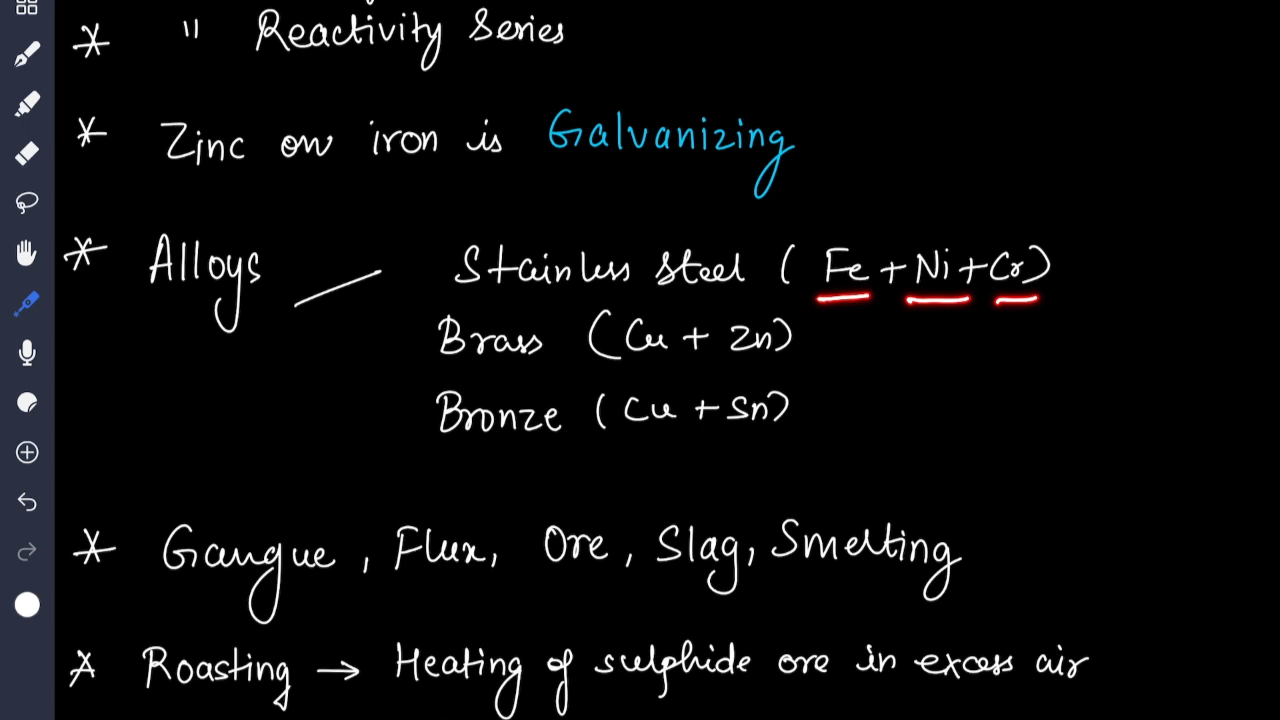 * " Reactivity Series
* Zinc on iron is Galvanizing
* Alloys — Stainless steel ( Fe + Ni + Cr )
Brass ( Cu + Zn )
Bronze ( Cu + Sn )
* Gangue , Flux, Ore , Slag, Smelting
* Roasting → Heating of sulphide ore in excess air